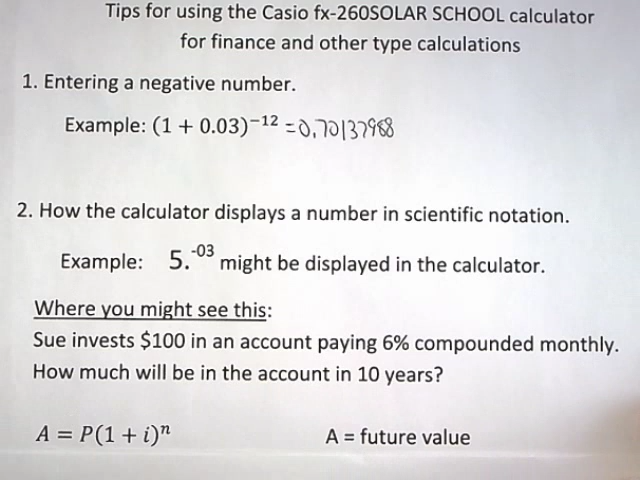 Tips for using the Casio fx-260SOLAR SCHOOL calculator
for finance and other type calculations
1. Entering a negative number.
Example: (1 + 0.03)⁻¹² = 0.70137988
2. How the calculator displays a number in scientific notation.
Example: 5.⁻⁰³ might be displayed in the calculator.
Where you might see this:
Sue invests $100 in an account paying 6% compounded monthly.
How much will be in the account in 10 years?
A = P(1 + i)ⁿ A = future value